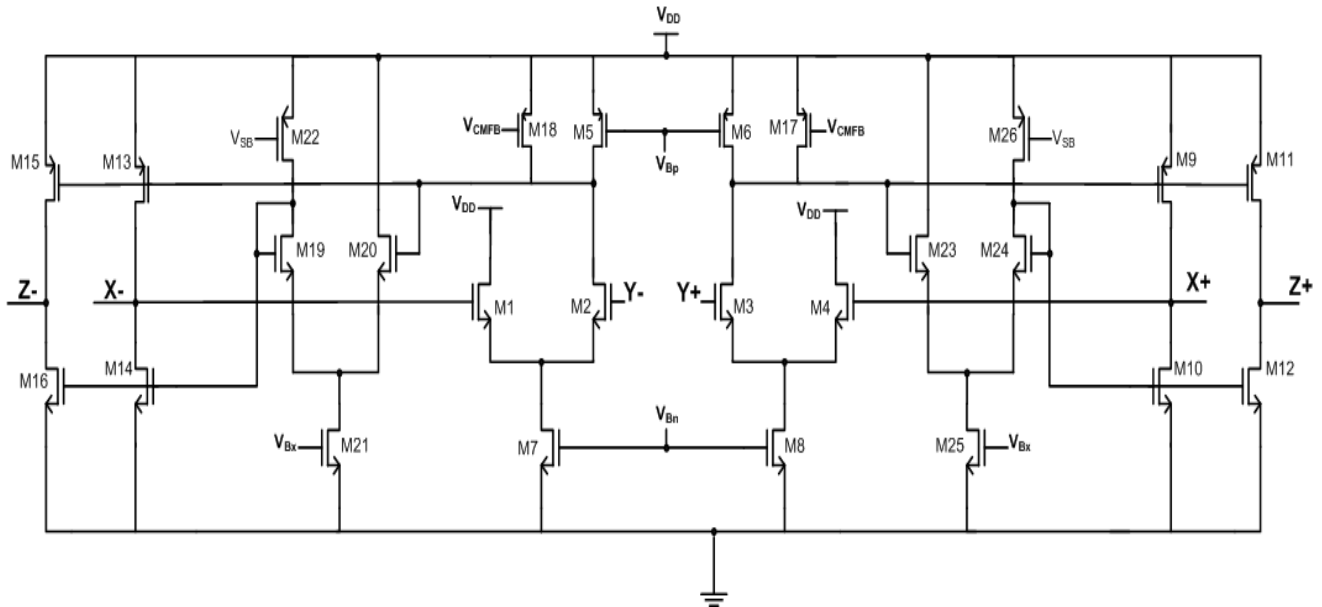 VDD
VCMFB M18 M5 M6 M17 VCMFB
VSB M22 M26 VSB
M15 M13 VBp M9 M11
VDD VDD
M19 M20 M23 M24
Z- X- M1 M2 Y- Y+ M3 M4 X+ Z+
M16 M14 M10 M12
VBx M21 M7 VBn M8 M25 VBx